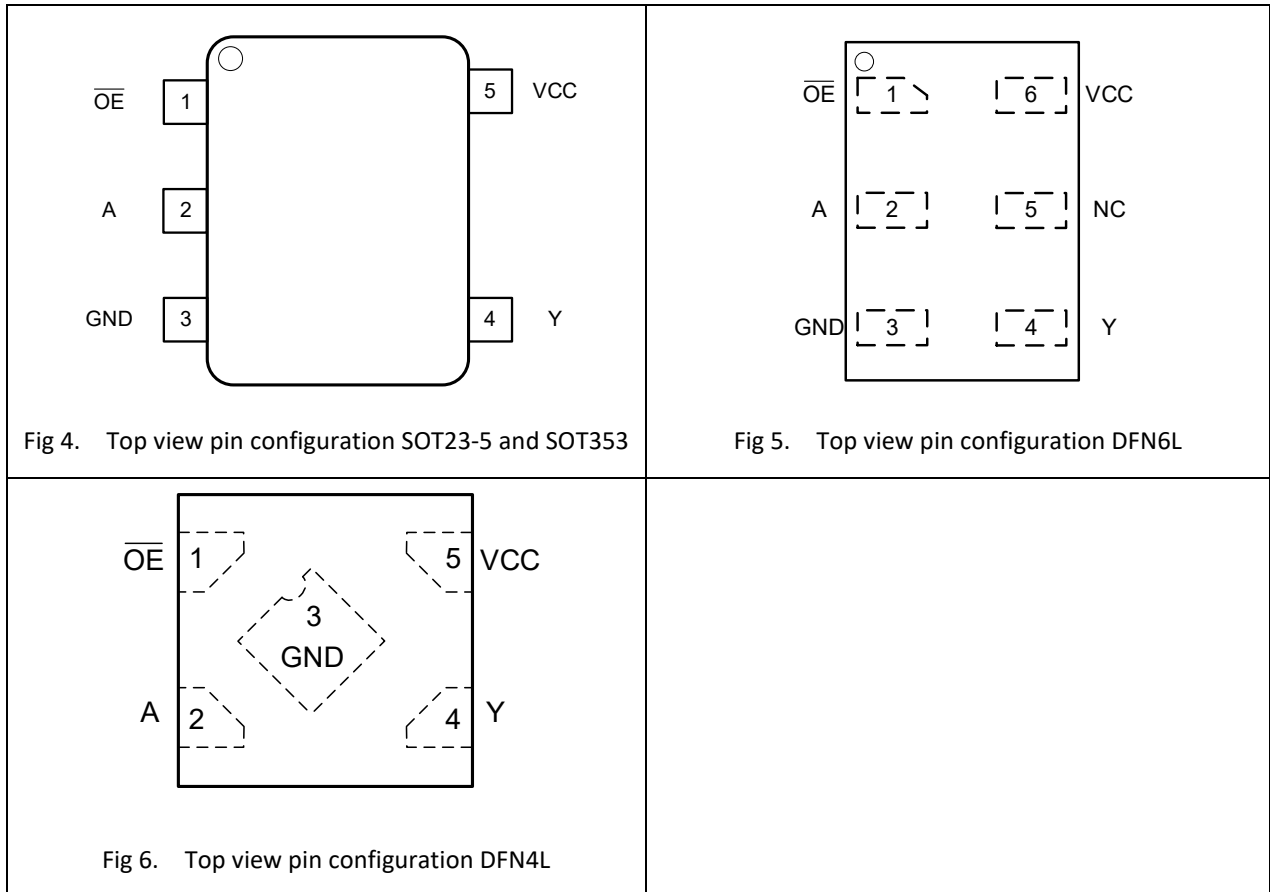 OE 1 5 VCC
A 2
GND 3 4 Y
Fig 4. Top view pin configuration SOT23-5 and SOT353
OE 1 6 VCC
A 2 5 NC
GND 3 4 Y
Fig 5. Top view pin configuration DFN6L
OE 1 5 VCC
3
GND
A 2 4 Y
Fig 6. Top view pin configuration DFN4L